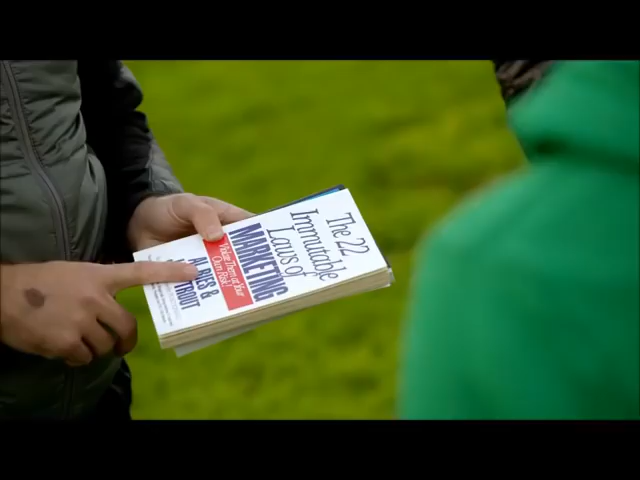 The 22
Immutable
Laws of
MARKETING
Violate Them at Your
Own Risk!
AL RIES &
TROUT